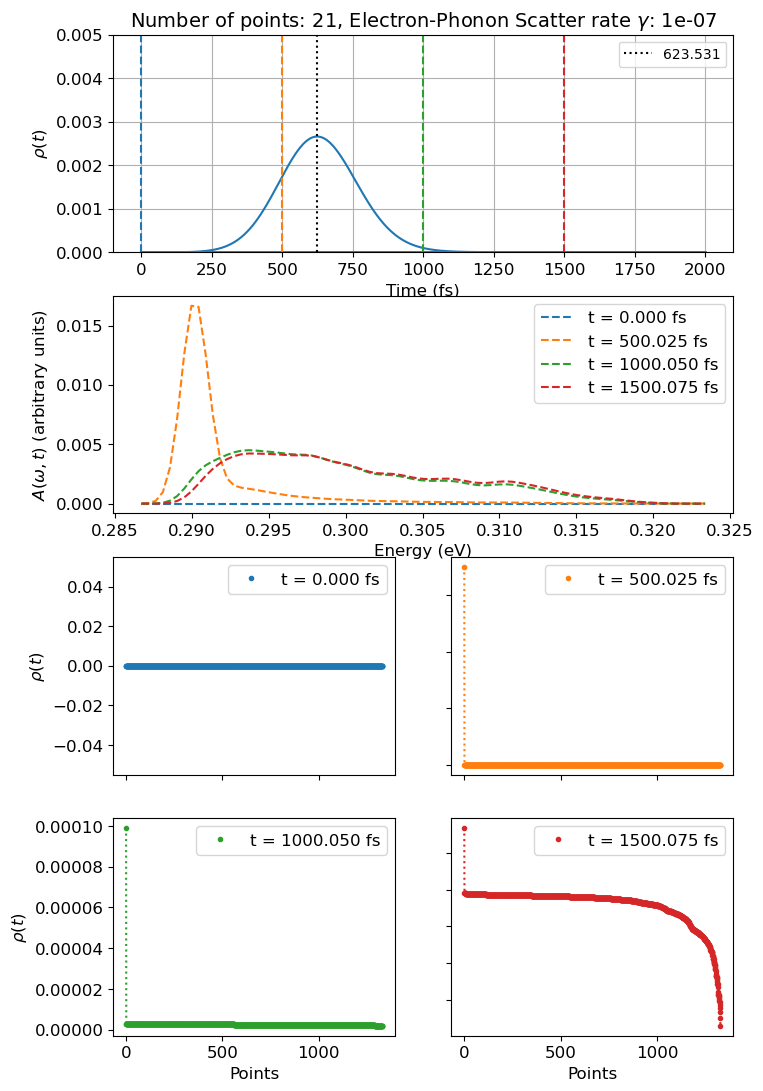 Number of points: 21, Electron-Phonon Scatter rate γ: 1e-07
0.005
0.004
0.003
0.002
0.001
0.000
ρ(t)
623.531
0 250 500 750 1000 1250 1500 1750 2000
Time (fs)
0.015
0.010
0.005
0.000
A(ω, t) (arbitrary units)
t = 0.000 fs
t = 500.025 fs
t = 1000.050 fs
t = 1500.075 fs
0.285 0.290 0.295 0.300 0.305 0.310 0.315 0.320 0.325
Energy (eV)
0.04
0.02
0.00
−0.02
−0.04
ρ(t)
t = 0.000 fs
t = 500.025 fs
0.00010
0.00008
0.00006
0.00004
0.00002
0.00000
ρ(t)
t = 1000.050 fs
0 500 1000
Points
t = 1500.075 fs
0 500 1000
Points